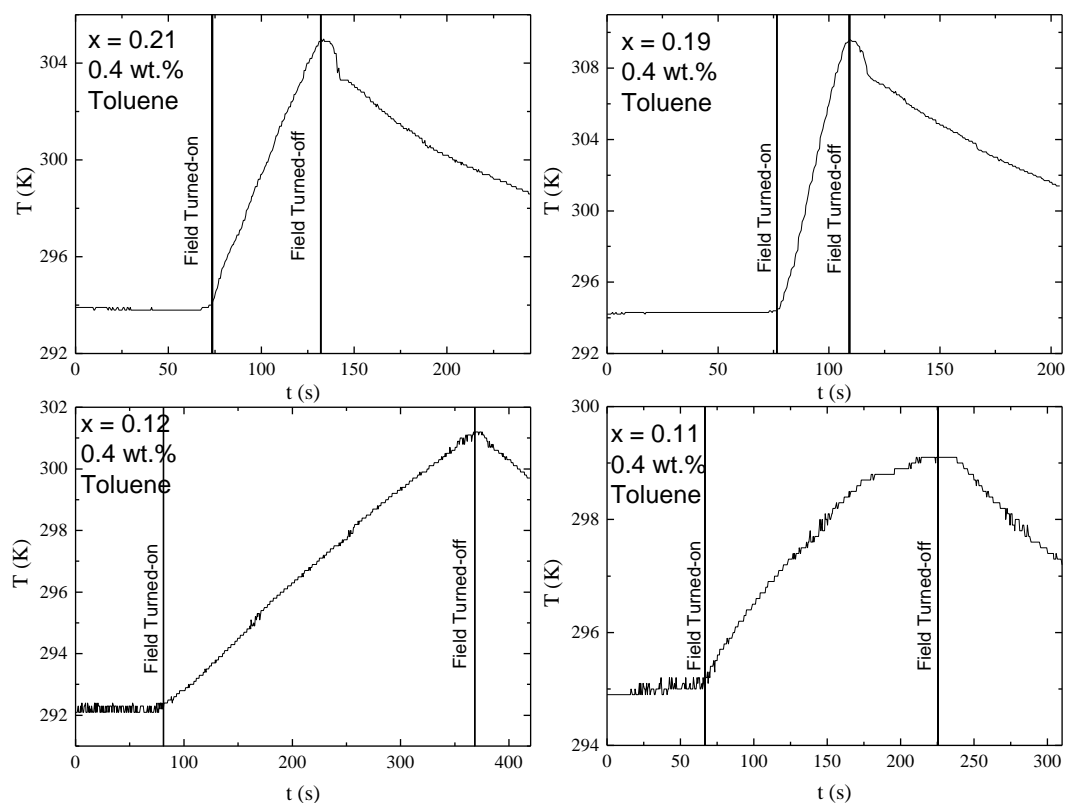 x = 0.21
0.4 wt.%
Toluene
Field Turned-on
Field Turned-off
T (K)
304
300
296
292
0
50
100
150
200
t (s)
x = 0.19
0.4 wt.%
Toluene
Field Turned-on
Field Turned-off
T (K)
308
304
300
296
292
0
50
100
150
200
t (s)
x = 0.12
0.4 wt.%
Toluene
Field Turned-on
Field Turned-off
T (K)
302
300
298
296
294
292
0
100
200
300
400
t (s)
x = 0.11
0.4 wt.%
Toluene
Field Turned-on
Field Turned-off
T (K)
300
298
296
294
0
50
100
150
200
250
300
t (s)